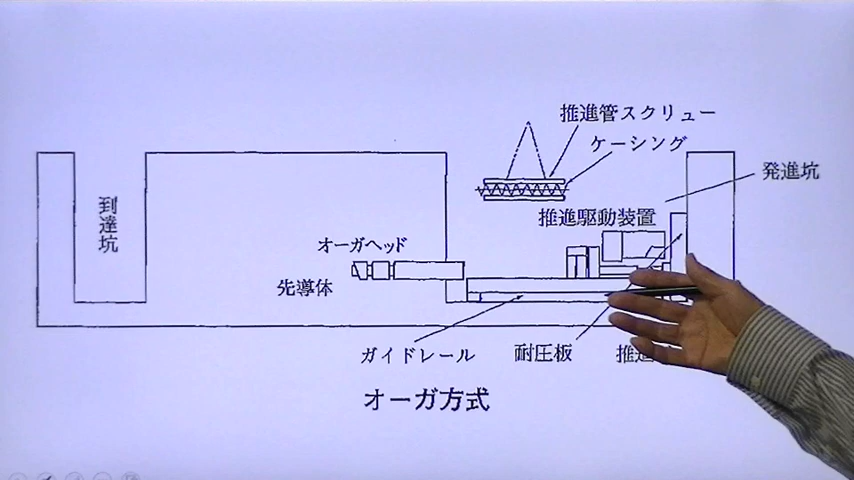 推進管スクリュー
ケーシング
発進坑
到達坑
推進駆動装置
オーガヘッド
先導体
ガイドレール
耐圧板
推進
オーガ方式